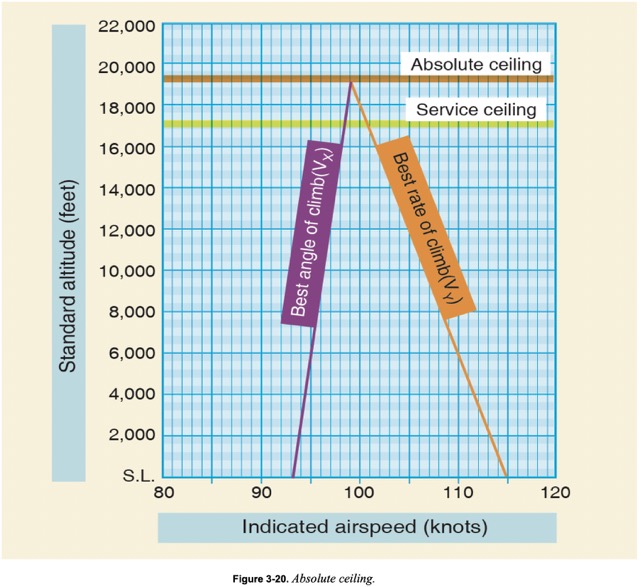 22,000
20,000
18,000
16,000
14,000
12,000
10,000
8,000
6,000
4,000
2,000
S.L.
Standard altitude (feet)
Absolute ceiling
Service ceiling
Best angle of climb(VX)
Best rate of climb(VY)
80 90 100 110 120
Indicated airspeed (knots)
Figure 3-20. Absolute ceiling.